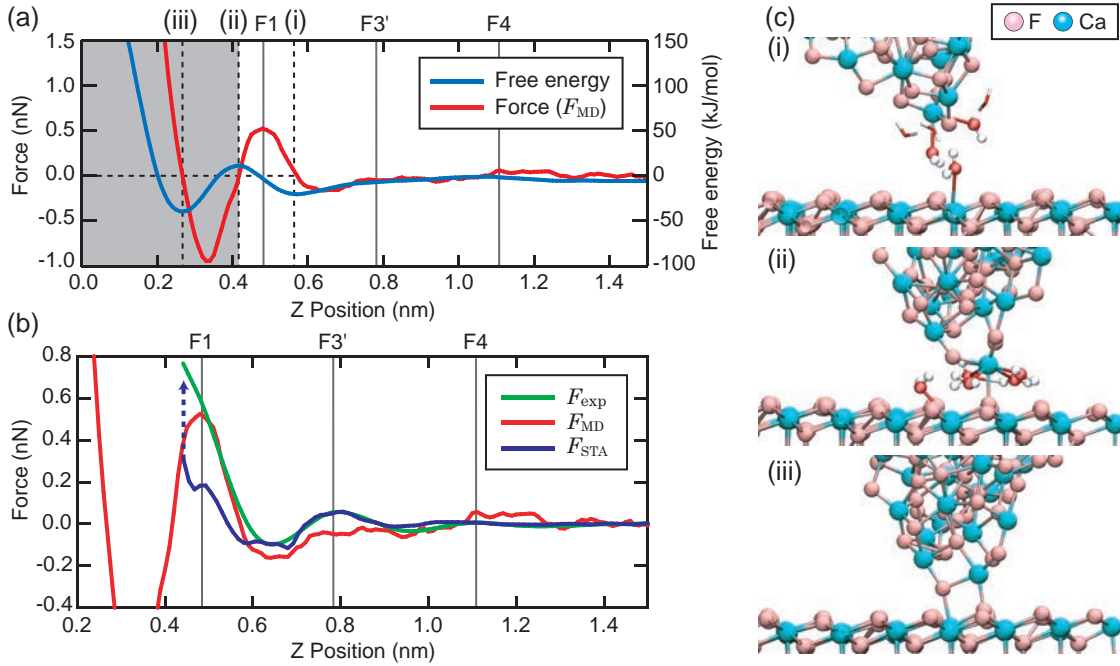 (a)
(iii) (ii) F1 (i) F3' F4
1.5
1.0
0.5
0.0
-0.5
-1.0
Force (nN)
Free energy
Force (F_MD)
150
100
50
0
-50
-100
Free energy (kJ/mol)
0.0 0.2 0.4 0.6 0.8 1.0 1.2 1.4
Z Position (nm)
(b)
F1 F3' F4
0.8
0.6
0.4
0.2
0.0
-0.2
-0.4
Force (nN)
F_exp
F_MD
F_STA
0.2 0.4 0.6 0.8 1.0 1.2 1.4
Z Position (nm)
(c)
F Ca
(i)
(ii)
(iii)